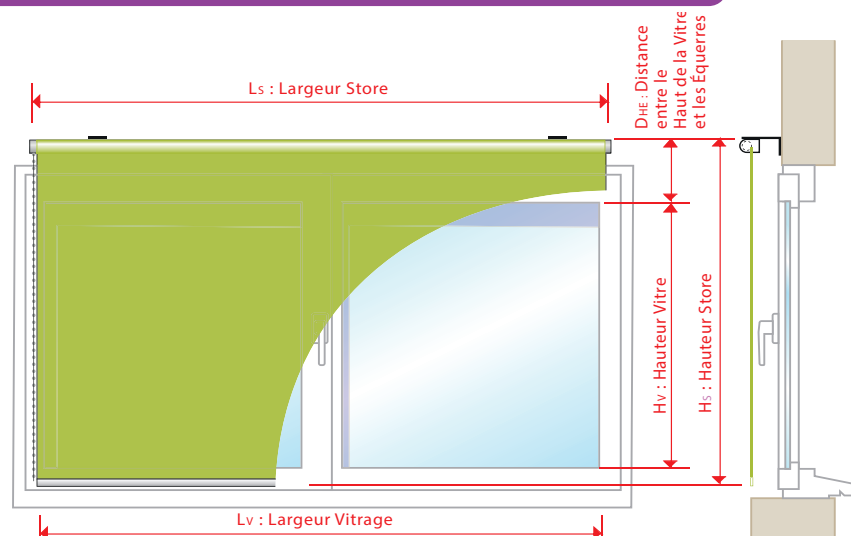 Ls : Largeur Store
DHE : Distance
entre le
Haut de la Vitre
et les Équerres
Hv : Hauteur Vitre
Hs : Hauteur Store
Lv : Largeur Vitrage